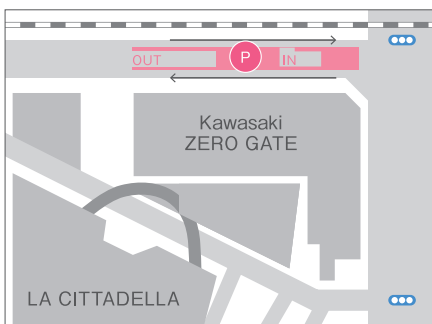 OUT
P
IN
Kawasaki
ZERO GATE
LA CITTADELLA